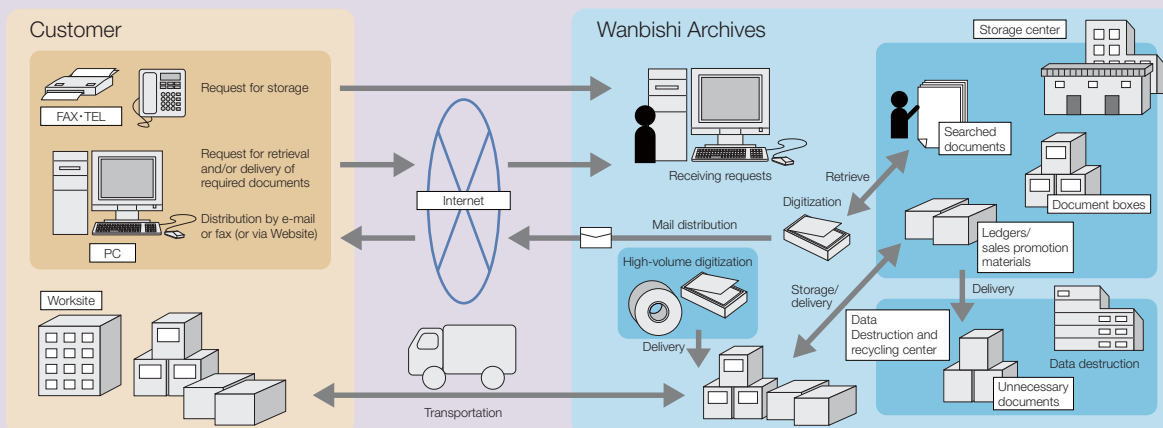 Customer
FAX・TEL
Request for storage
Request for retrieval
and/or delivery of
required documents
Distribution by e-mail
or fax (or via Website)
PC
Worksite
Internet
Transportation
Wanbishi Archives
Receiving requests
Mail distribution
Digitization
Retrieve
High-volume digitization
Delivery
Storage/
delivery
Storage center
Searched
documents
Document boxes
Ledgers/
sales promotion
materials
Delivery
Data
Destruction and
recycling center
Data destruction
Unnecessary
documents